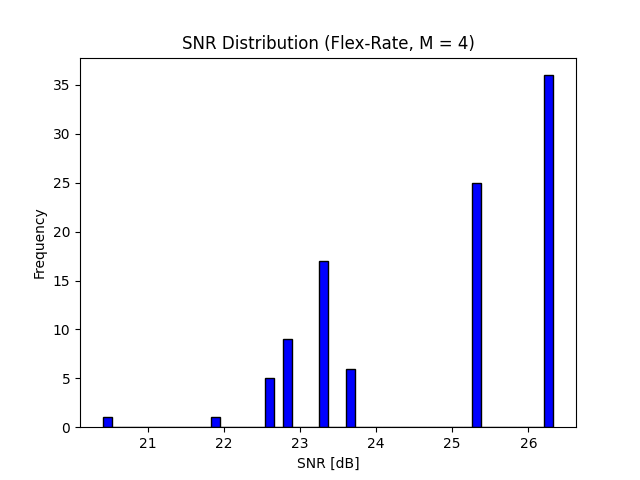 SNR Distribution (Flex-Rate, M = 4)
Frequency
35
30
25
20
15
10
5
0
21 22 23 24 25 26
SNR [dB]